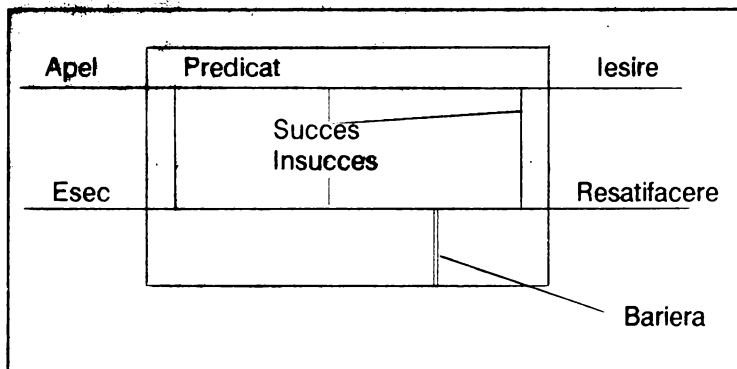 Apel Predicat Iesire
Succes
Insucces
Esec Resatifacere
Bariera